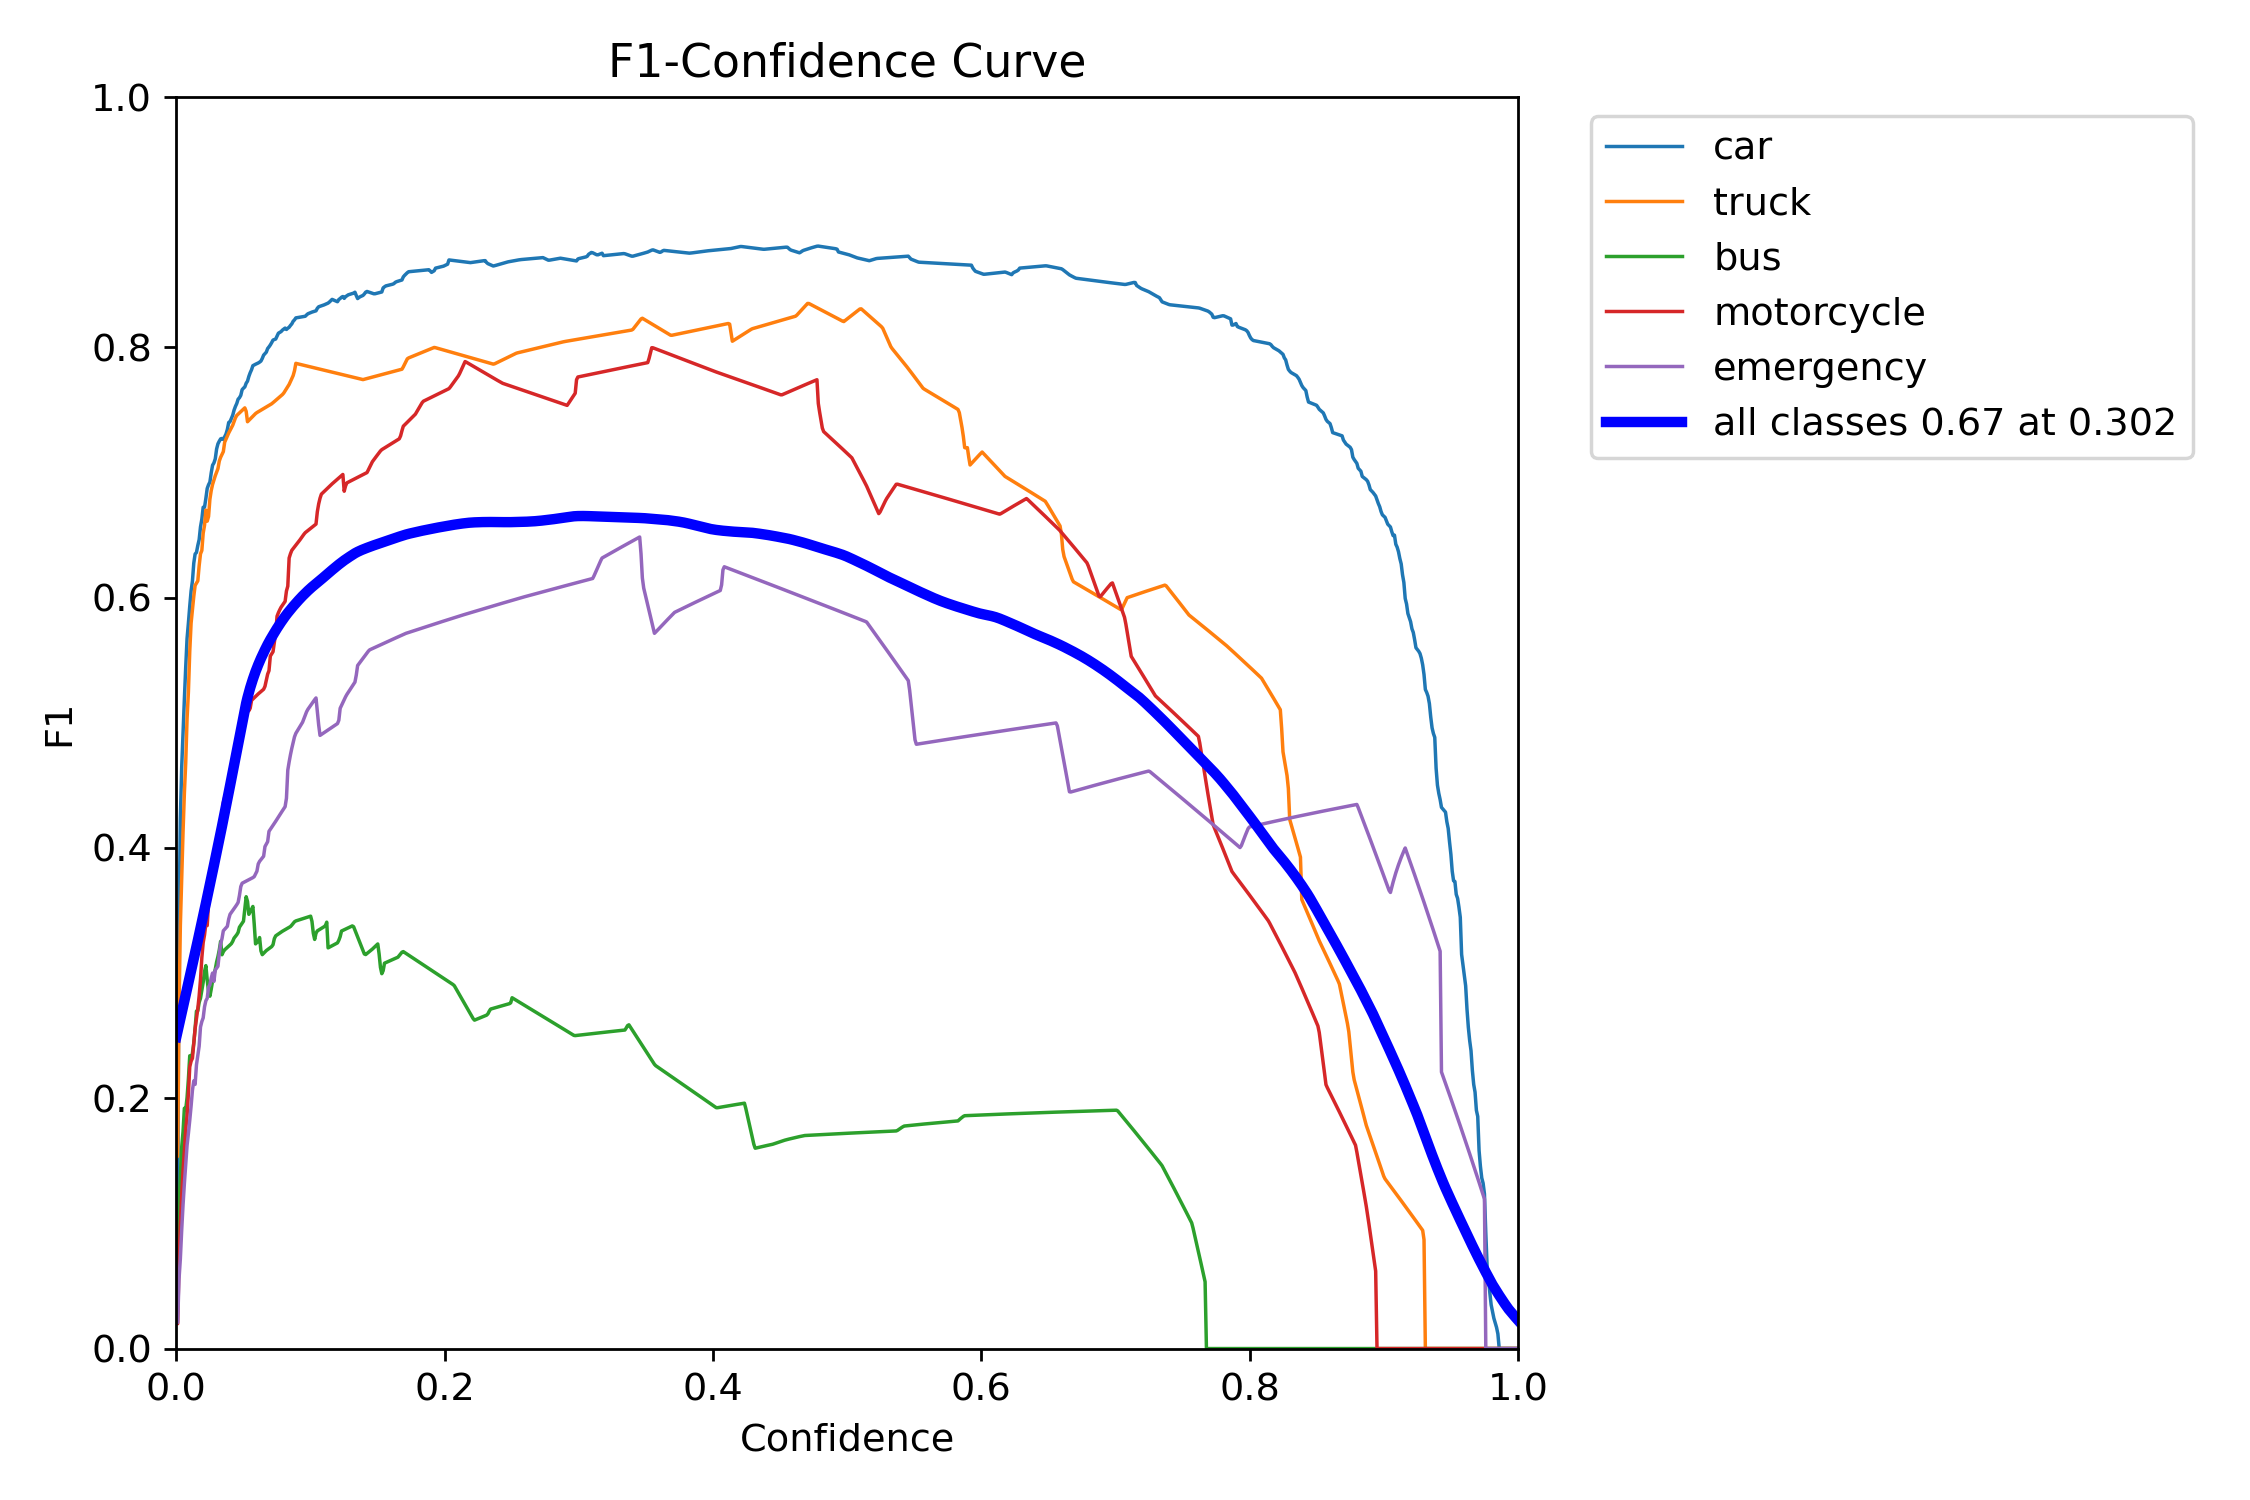 F1-Confidence Curve
1.0
0.8
0.6
0.4
0.2
0.0
F1
0.0 0.2 0.4 0.6 0.8 1.0
Confidence
car
truck
bus
motorcycle
emergency
all classes 0.67 at 0.302